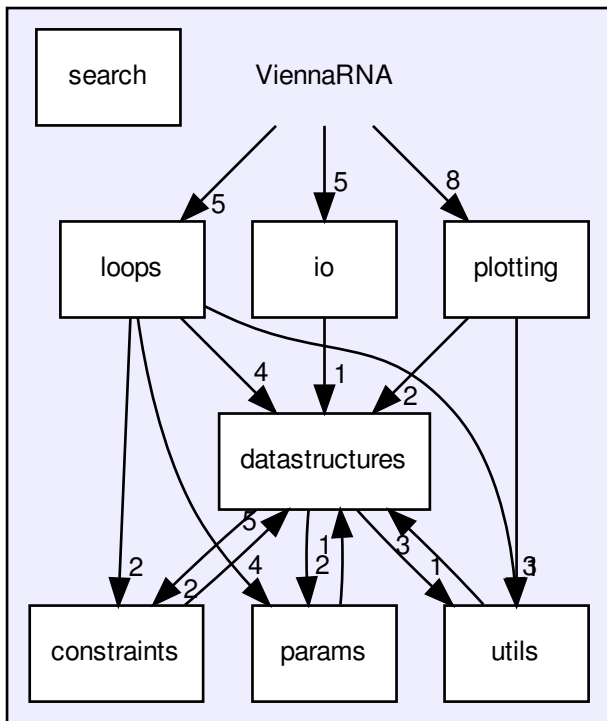 search
ViennaRNA
5
5
8
loops
io
plotting
4
1
2
datastructures
5
1
3
2
4
2
2
1
3
constraints
params
utils